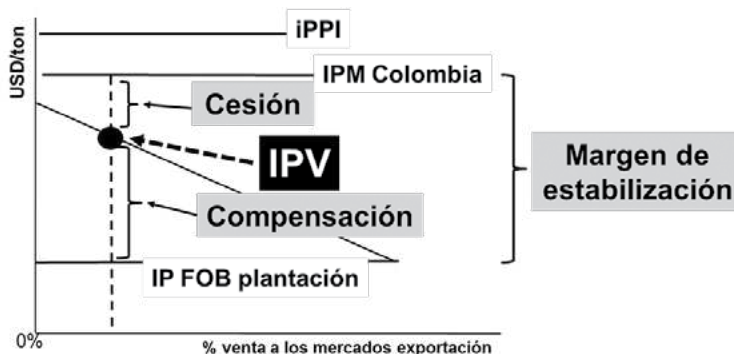 iPPI
USD/ton
IPM Colombia
Cesión
IPV
Margen de
estabilización
Compensación
IP FOB plantación
0%
% venta a los mercados exportación